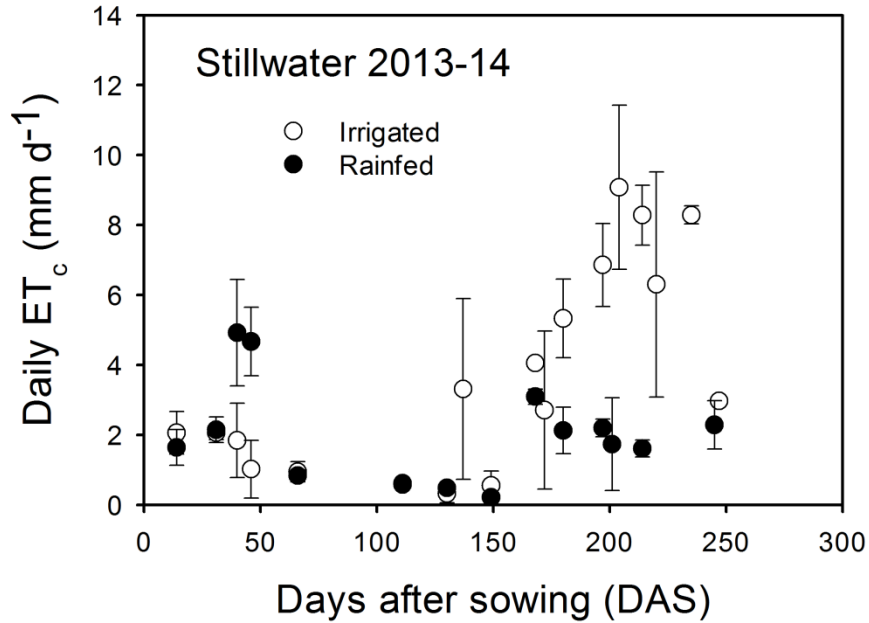 Stillwater 2013-14
Irrigated
Rainfed
Daily ET_c (mm d^-1)
14
12
10
8
6
4
2
0
0 50 100 150 200 250 300
Days after sowing (DAS)